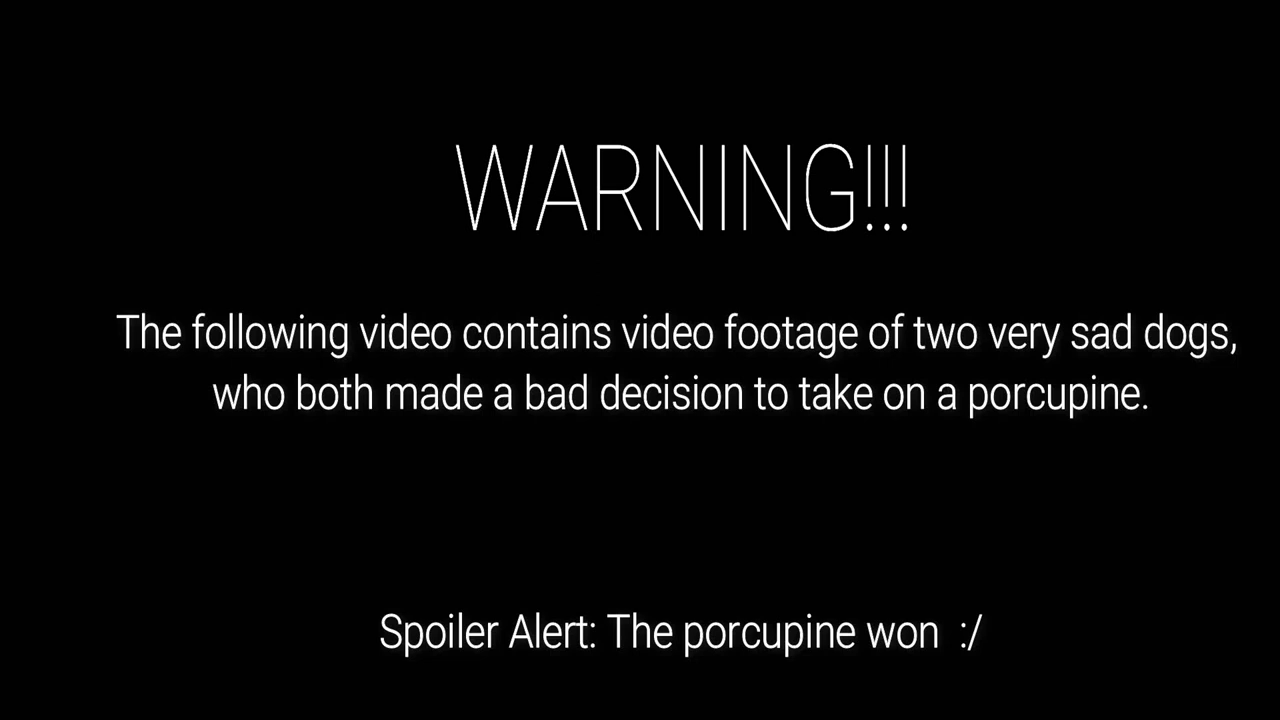 WARNING!!!
The following video contains video footage of two very sad dogs,
who both made a bad decision to take on a porcupine.
Spoiler Alert: The porcupine won :/